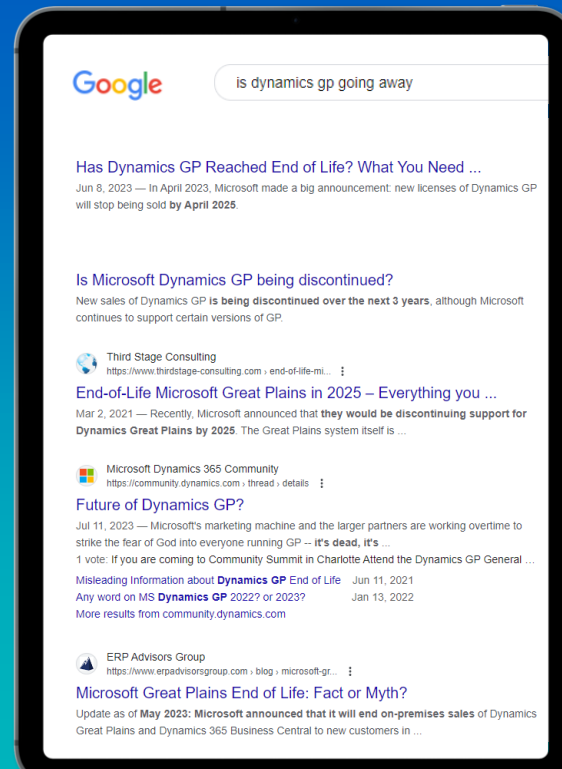 Google
is dynamics gp going away
Has Dynamics GP Reached End of Life? What You Need ...
Jun 8, 2023 — In April 2023, Microsoft made a big announcement: new licenses of Dynamics GP
will stop being sold by April 2025.
Is Microsoft Dynamics GP being discontinued?
New sales of Dynamics GP is being discontinued over the next 3 years, although Microsoft
continues to support certain versions of GP.
Third Stage Consulting
https://www.thirdstage-consulting.com › end-of-life-mi...
End-of-Life Microsoft Great Plains in 2025 – Everything you ...
Mar 2, 2021 — Recently, Microsoft announced that they would be discontinuing support for
Dynamics Great Plains by 2025. The Great Plains system itself is ...
Microsoft Dynamics 365 Community
https://community.dynamics.com › thread › details
Future of Dynamics GP?
Jul 11, 2023 — Microsoft's marketing machine and the larger partners are working overtime to
strike the fear of God into everyone running GP -- it's dead, it's ...
1 vote: If you are coming to Community Summit in Charlotte Attend the Dynamics GP General ...
Misleading Information about Dynamics GP End of Life Jun 11, 2021
Any word on MS Dynamics GP 2022? or 2023? Jan 13, 2022
More results from community.dynamics.com
ERP Advisors Group
https://www.erpadvisorsgroup.com › blog › microsoft-gr...
Microsoft Great Plains End of Life: Fact or Myth?
Update as of May 2023: Microsoft announced that it will end on-premises sales of Dynamics
Great Plains and Dynamics 365 Business Central to new customers in ...